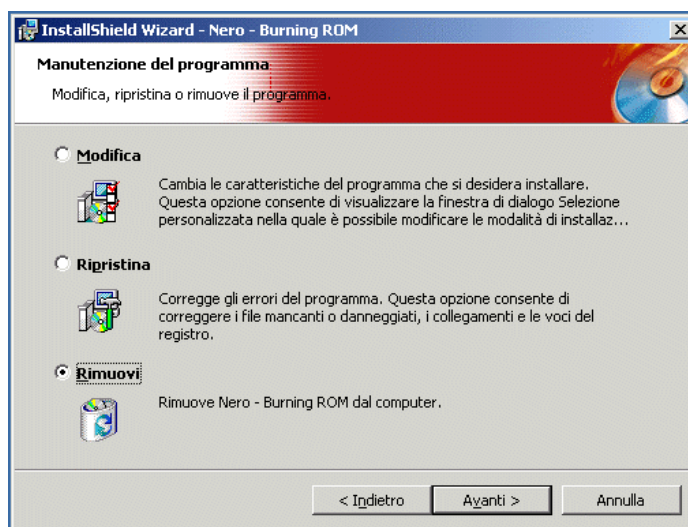 InstallShield Wizard - Nero - Burning ROM
Manutenzione del programma
Modifica, ripristina o rimuove il programma.
Modifica
Cambia le caratteristiche del programma che si desidera installare.
Questa opzione consente di visualizzare la finestra di dialogo Selezione
personalizzata nella quale è possibile modificare le modalità di installaz...
Ripristina
Corregge gli errori del programma. Questa opzione consente di
correggere i file mancanti o danneggiati, i collegamenti e le voci del
registro.
Rimuovi
Rimuove Nero - Burning ROM dal computer.
< Indietro
Avanti >
Annulla